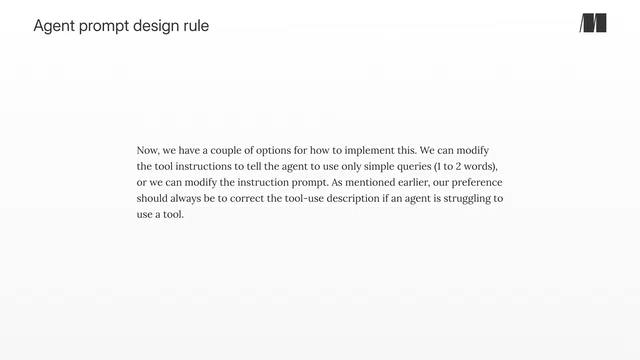 Agent prompt design rule
Now, we have a couple of options for how to implement this. We can modify
the tool instructions to tell the agent to use only simple queries (1 to 2 words),
or we can modify the instruction prompt. As mentioned earlier, our preference
should always be to correct the tool-use description if an agent is struggling to
use a tool.